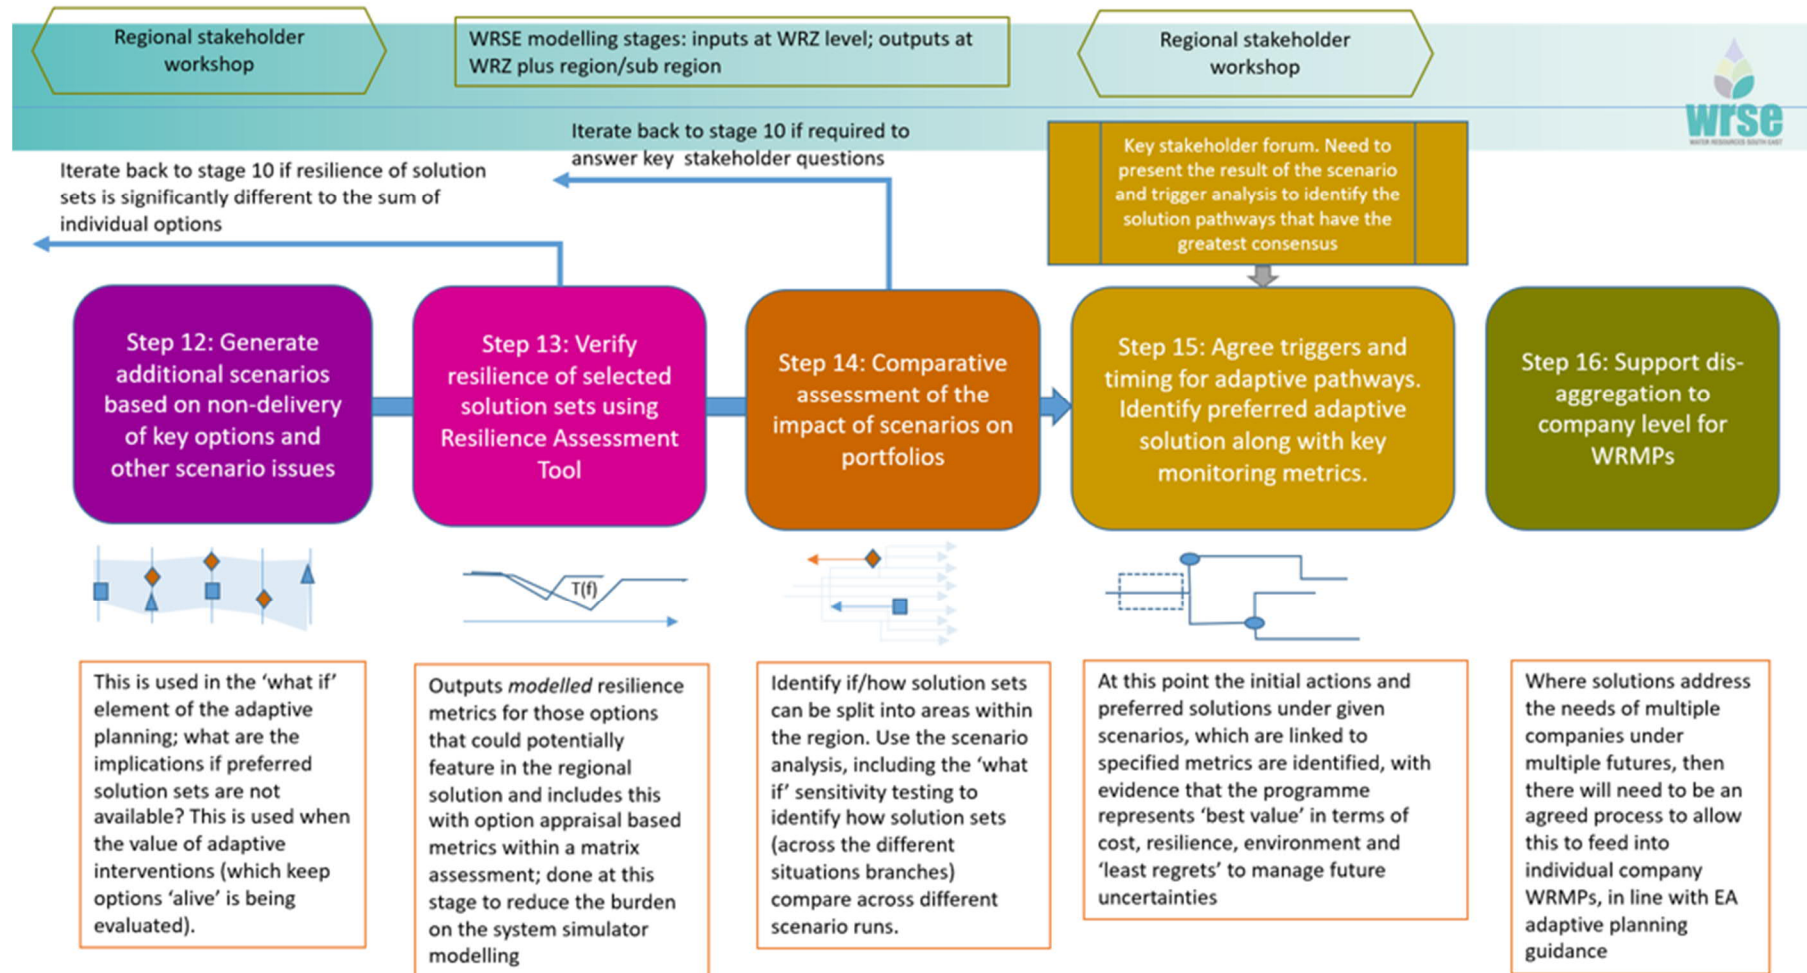 Regional stakeholder
workshop
WRSE modelling stages: inputs at WRZ level; outputs at
WRZ plus region/sub region
Regional stakeholder
workshop
wrse
WATER RESOURCES SOUTH EAST
Iterate back to stage 10 if resilience of solution
sets is significantly different to the sum of
individual options
Iterate back to stage 10 if required to
answer key stakeholder questions
Key stakeholder forum. Need to
present the result of the scenario
and trigger analysis to identify the
solution pathways that have the
greatest consensus
Step 12: Generate
additional scenarios
based on non-delivery
of key options and
other scenario issues
Step 13: Verify
resilience of selected
solution sets using
Resilience Assessment
Tool
Step 14: Comparative
assessment of the
impact of scenarios on
portfolios
Step 15: Agree triggers and
timing for adaptive pathways.
Identify preferred adaptive
solution along with key
monitoring metrics.
Step 16: Support dis-
aggregation to
company level for
WRMPs
T(f)
This is used in the ‘what if’
element of the adaptive
planning; what are the
implications if preferred
solution sets are not
available? This is used when
the value of adaptive
interventions (which keep
options ‘alive’ is being
evaluated).
Outputs modelled resilience
metrics for those options
that could potentially
feature in the regional
solution and includes this
with option appraisal based
metrics within a matrix
assessment; done at this
stage to reduce the burden
on the system simulator
modelling
Identify if/how solution sets
can be split into areas within
the region. Use the scenario
analysis, including the ‘what
if’ sensitivity testing to
identify how solution sets
(across the different
situations branches)
compare across different
scenario runs.
At this point the initial actions and
preferred solutions under given
scenarios, which are linked to
specified metrics are identified, with
evidence that the programme
represents ‘best value’ in terms of
cost, resilience, environment and
‘least regrets’ to manage future
uncertainties
Where solutions address
the needs of multiple
companies under
multiple futures, then
there will need to be an
agreed process to allow
this to feed into
individual company
WRMPs, in line with EA
adaptive planning
guidance